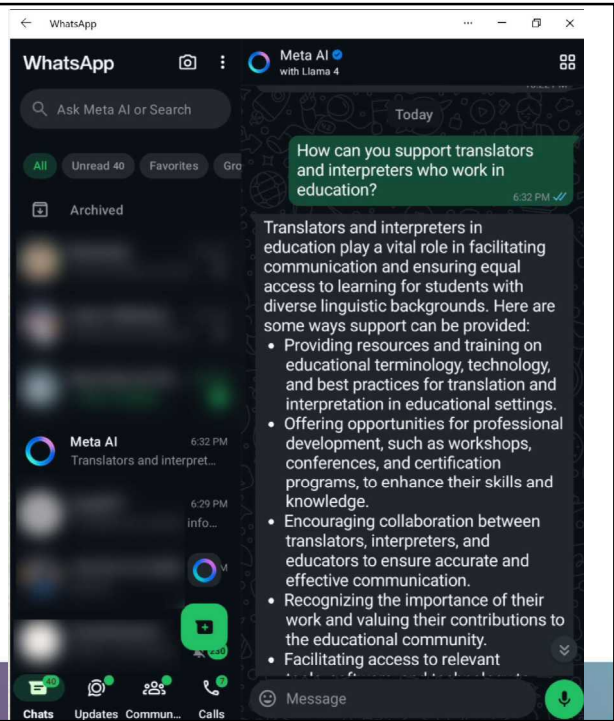 WhatsApp
WhatsApp
Ask Meta AI or Search
All
Unread 40
Favorites
Gro
Archived
Meta AI
6:32 PM
Translators and interpret...
6:29 PM
info...
M
230
40
7
Chats
Updates
Commun...
Calls
Meta AI
with Llama 4
Today
How can you support translators
and interpreters who work in
education?
6:32 PM
Translators and interpreters in
education play a vital role in facilitating
communication and ensuring equal
access to learning for students with
diverse linguistic backgrounds. Here are
some ways support can be provided:
• Providing resources and training on
educational terminology, technology,
and best practices for translation and
interpretation in educational settings.
• Offering opportunities for professional
development, such as workshops,
conferences, and certification
programs, to enhance their skills and
knowledge.
• Encouraging collaboration between
translators, interpreters, and
educators to ensure accurate and
effective communication.
• Recognizing the importance of their
work and valuing their contributions to
the educational community.
• Facilitating access to relevant
Message